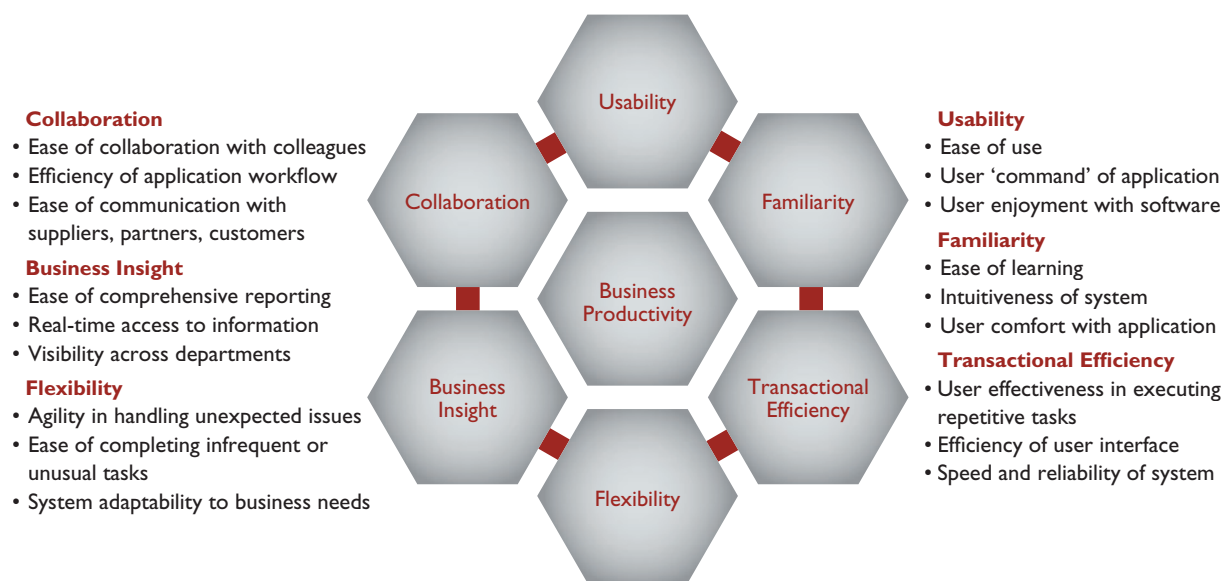 Collaboration
• Ease of collaboration with colleagues
• Efficiency of application workflow
• Ease of communication with
suppliers, partners, customers
Business Insight
• Ease of comprehensive reporting
• Real-time access to information
• Visibility across departments
Flexibility
• Agility in handling unexpected issues
• Ease of completing infrequent or
unusual tasks
• System adaptability to business needs
Usability
Collaboration
Familiarity
Business
Productivity
Business
Insight
Transactional
Efficiency
Flexibility
Usability
• Ease of use
• User ‘command’ of application
• User enjoyment with software
Familiarity
• Ease of learning
• Intuitiveness of system
• User comfort with application
Transactional Efficiency
• User effectiveness in executing
repetitive tasks
• Efficiency of user interface
• Speed and reliability of system